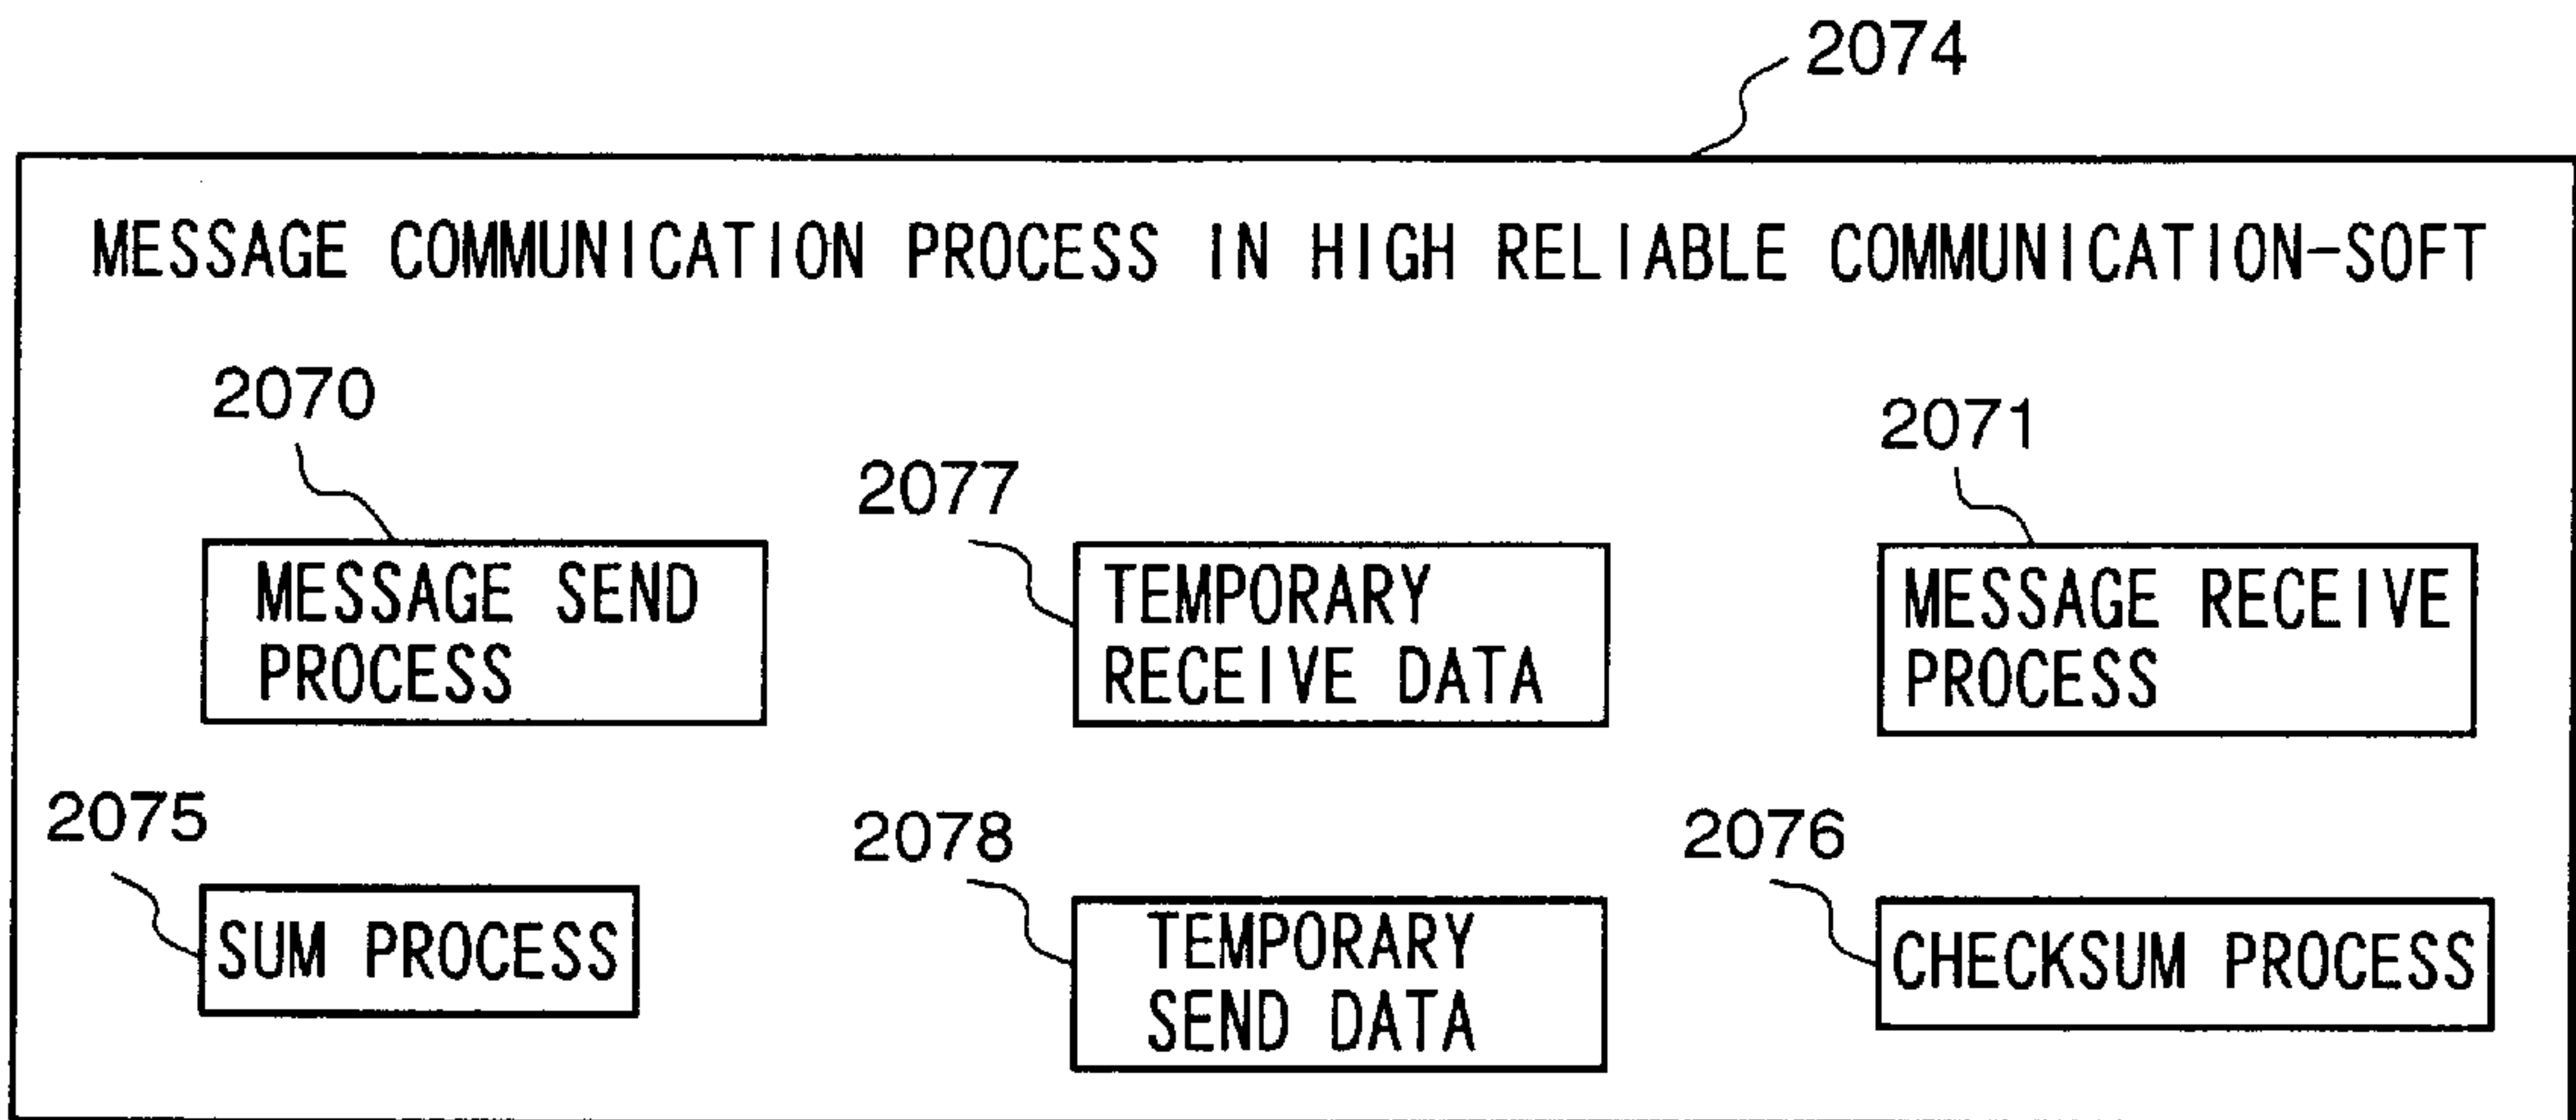 2074
MESSAGE COMMUNICATION PROCESS IN HIGH RELIABLE COMMUNICATION-SOFT
2070
2077
2071
MESSAGE SEND
PROCESS
TEMPORARY
RECEIVE DATA
MESSAGE RECEIVE
PROCESS
2075
2078
2076
SUM PROCESS
TEMPORARY
SEND DATA
CHECKSUM PROCESS